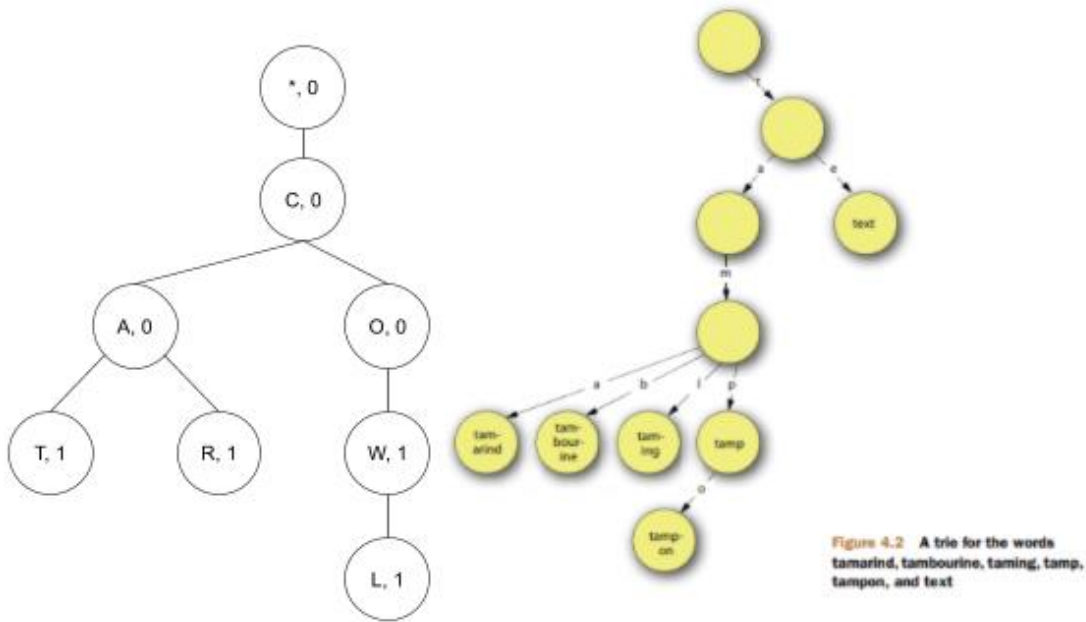 *, 0
C, 0
A, 0
O, 0
T, 1
R, 1
W, 1
L, 1
a
e
text
m
a
b
p
tam-
arind
tam-
bour-
ine
tam-
ing
tamp
o
tamp-
on
Figure 4.2 A trie for the words
tamarind, tambourine, taming, tamp,
tampon, and text